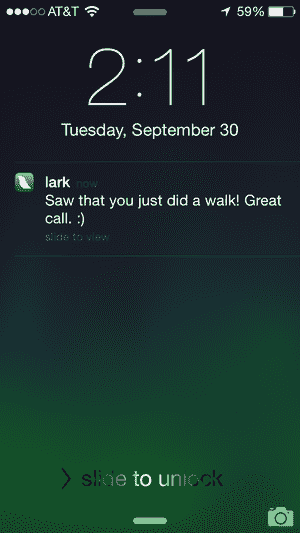 AT&T 59%
2:11
Tuesday, September 30
lark now
Saw that you just did a walk! Great
call. :)
slide to view
slide to unlock